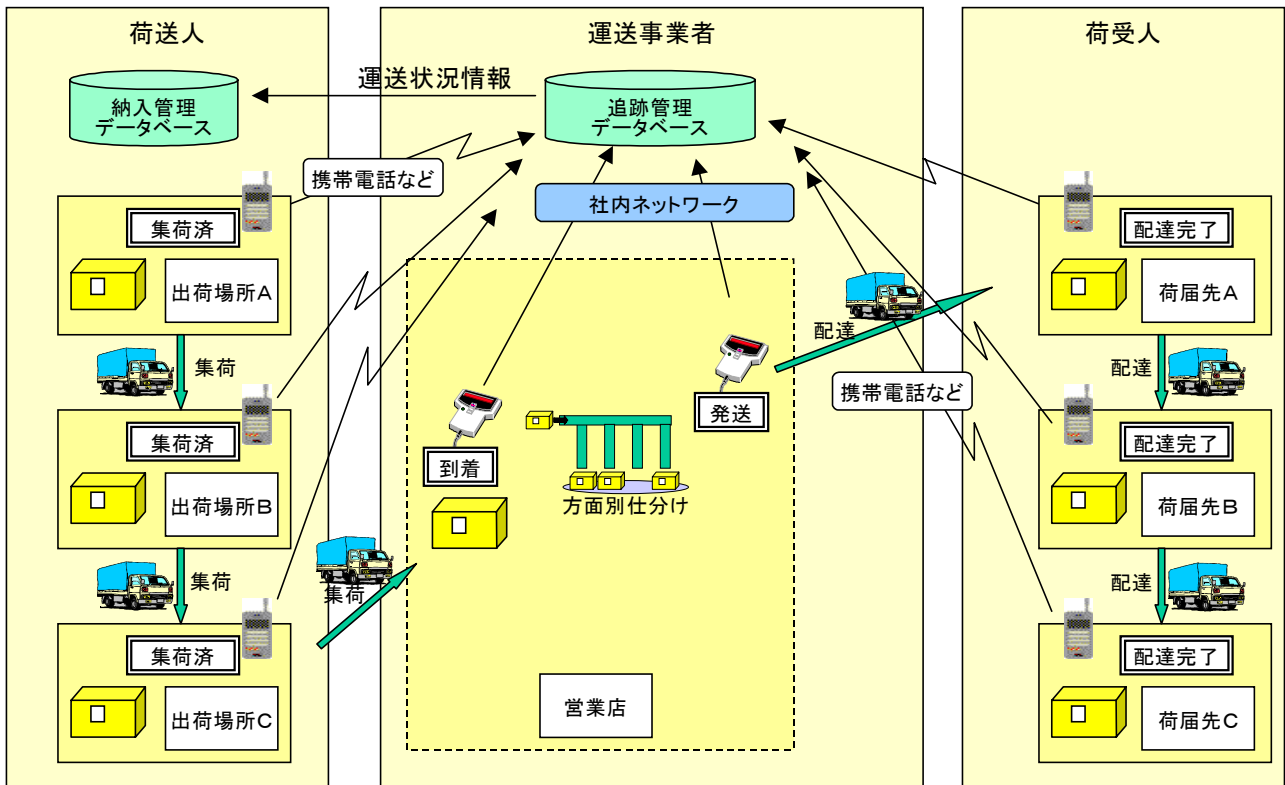 荷送人
運送事業者
荷受人
運送状況情報
納入管理
データベース
追跡管理
データベース
携帯電話など
社内ネットワーク
集荷済
出荷場所A
集荷
集荷済
出荷場所B
集荷
集荷済
出荷場所C
集荷
到着
方面別仕分け
発送
営業店
配達
携帯電話など
配達完了
荷届先A
配達
配達完了
荷届先B
配達
配達完了
荷届先C